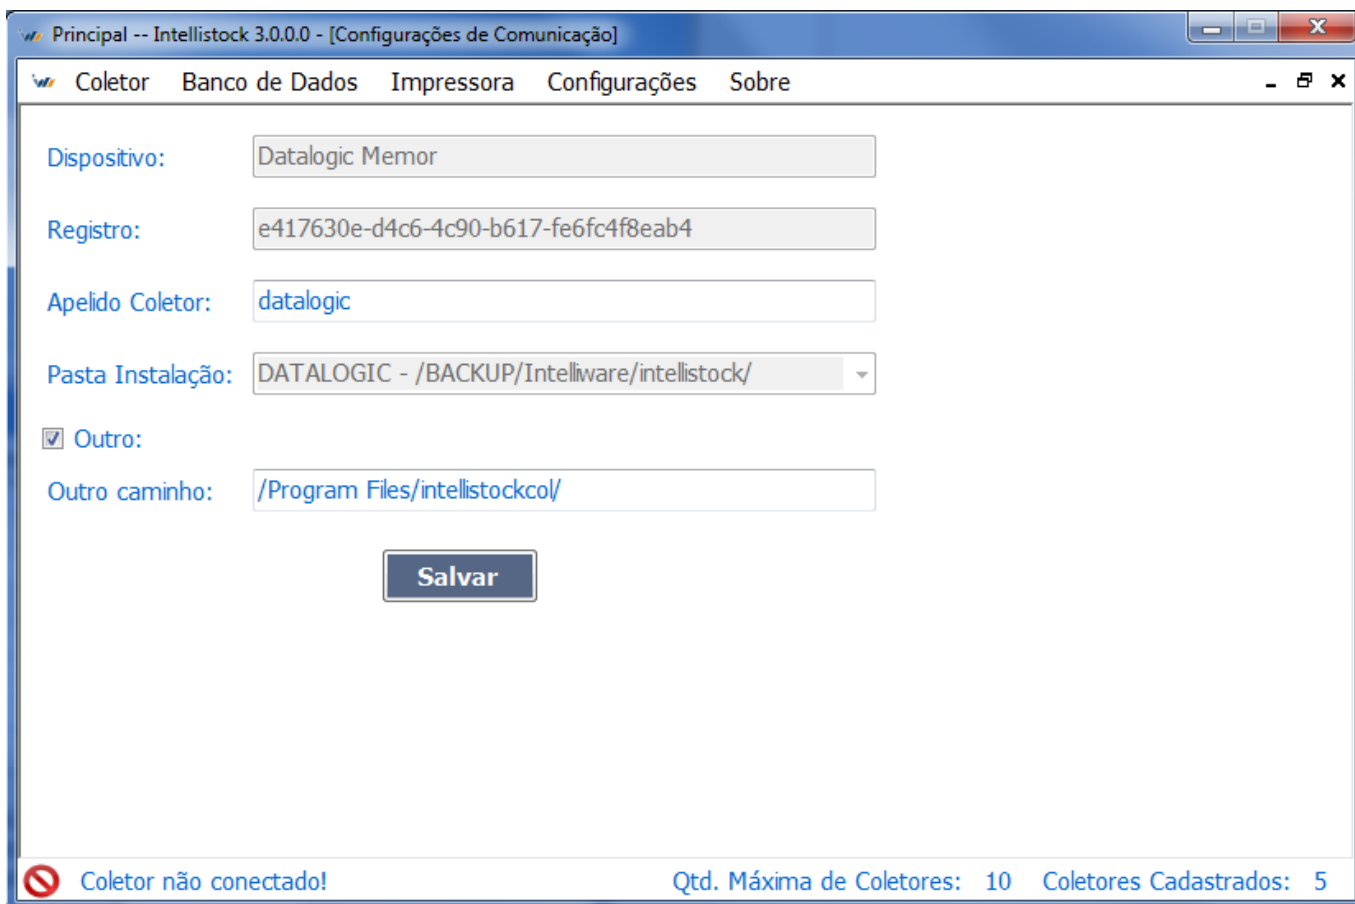 Principal -- Intellistock 3.0.0.0 - [Configurações de Comunicação]
Coletor Banco de Dados Impressora Configurações Sobre
Dispositivo: Datalogic Memor
Registro: e417630e-d4c6-4c90-b617-fe6fc4f8eab4
Apelido Coletor: datalogic
Pasta Instalação: DATALOGIC - /BACKUP/Intelliware/intellistock/
Outro:
Outro caminho: /Program Files/intellistockcol/
Salvar
Coletor não conectado! Qtd. Máxima de Coletores: 10 Coletores Cadastrados: 5